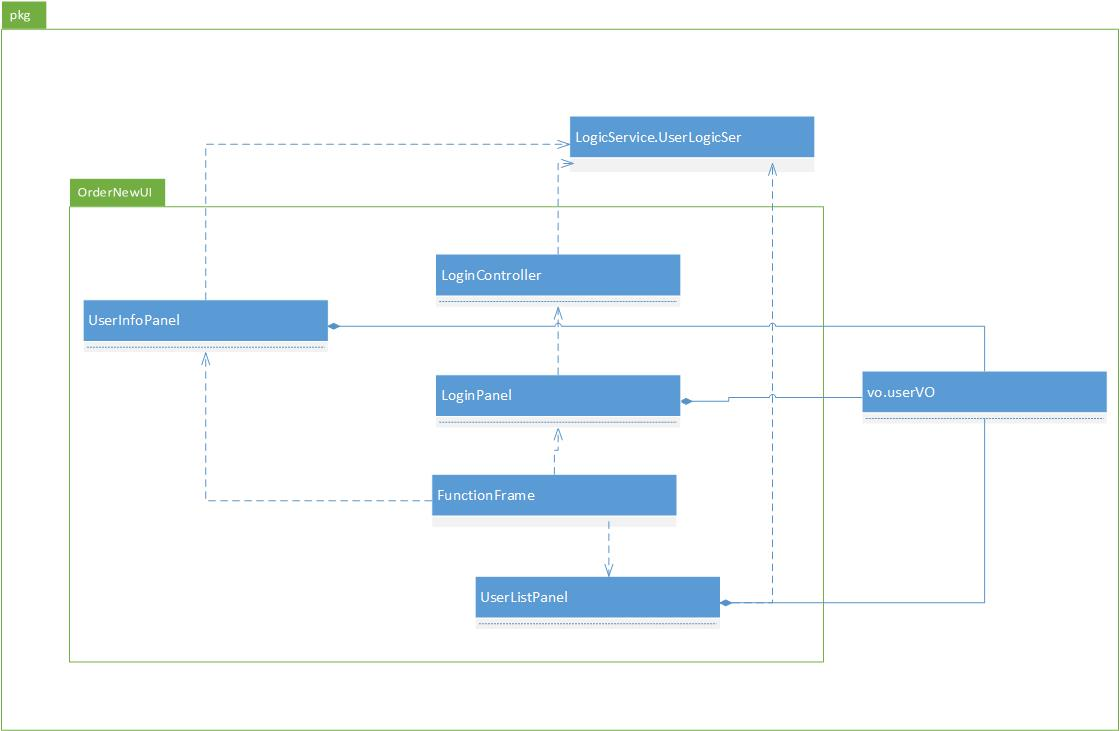 pkg
LogicService.UserLogicSer
OrderNewUI
LoginController
UserInfoPanel
LoginPanel
vo.userVO
FunctionFrame
UserListPanel